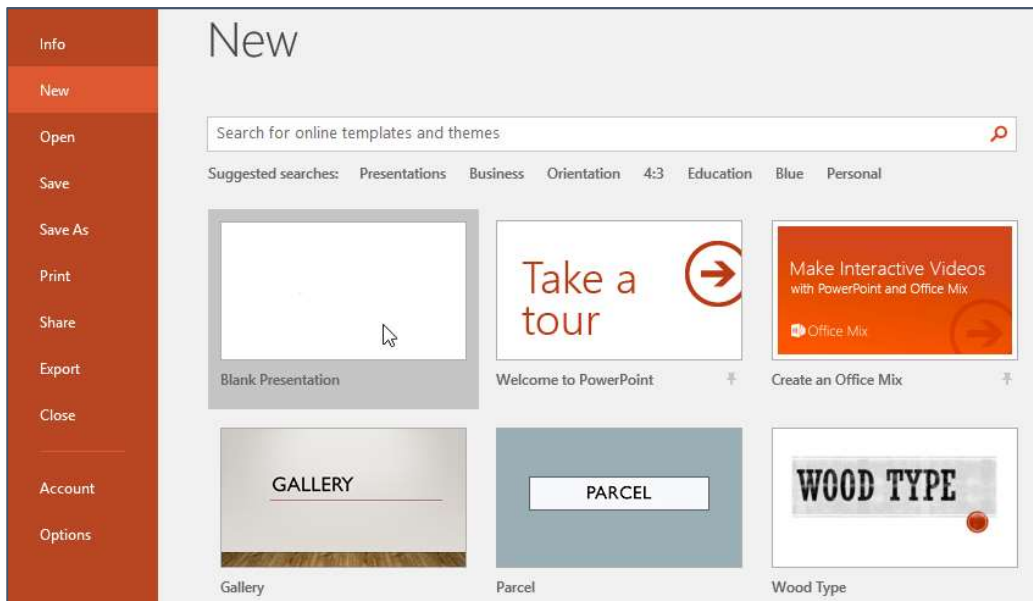 Info
New
Open
Save
Save As
Print
Share
Export
Close
Account
Options
New
Search for online templates and themes
Suggested searches: Presentations Business Orientation 4:3 Education Blue Personal
Blank Presentation
Take a
tour
Welcome to PowerPoint
Make Interactive Videos
with PowerPoint and Office Mix
Office Mix
Create an Office Mix
GALLERY
Gallery
PARCEL
Parcel
WOOD TYPE
Wood Type